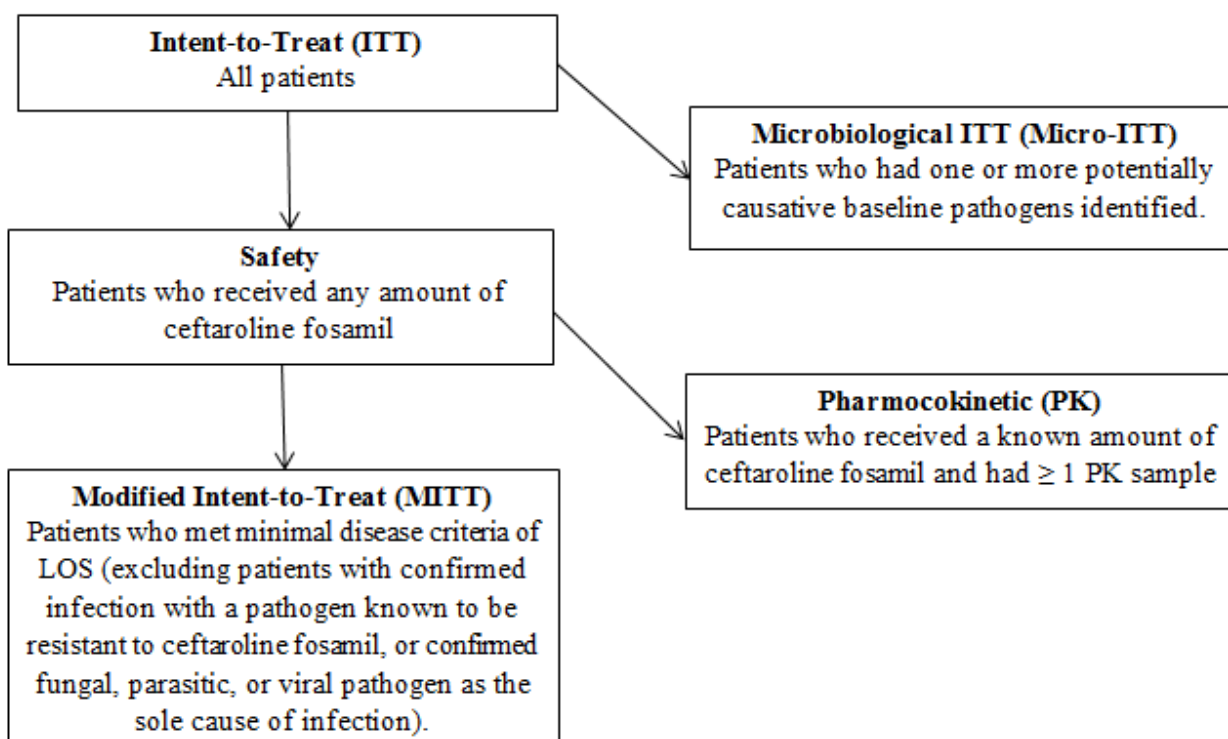 Intent-to-Treat (ITT)
All patients
Microbiological ITT (Micro-ITT)
Patients who had one or more potentially
causative baseline pathogens identified.
Safety
Patients who received any amount of
ceftaroline fosamil
Pharmocokinetic (PK)
Patients who received a known amount of
ceftaroline fosamil and had ≥ 1 PK sample
Modified Intent-to-Treat (MITT)
Patients who met minimal disease criteria of
LOS (excluding patients with confirmed
infection with a pathogen known to be
resistant to ceftaroline fosamil, or confirmed
fungal, parasitic, or viral pathogen as the
sole cause of infection).